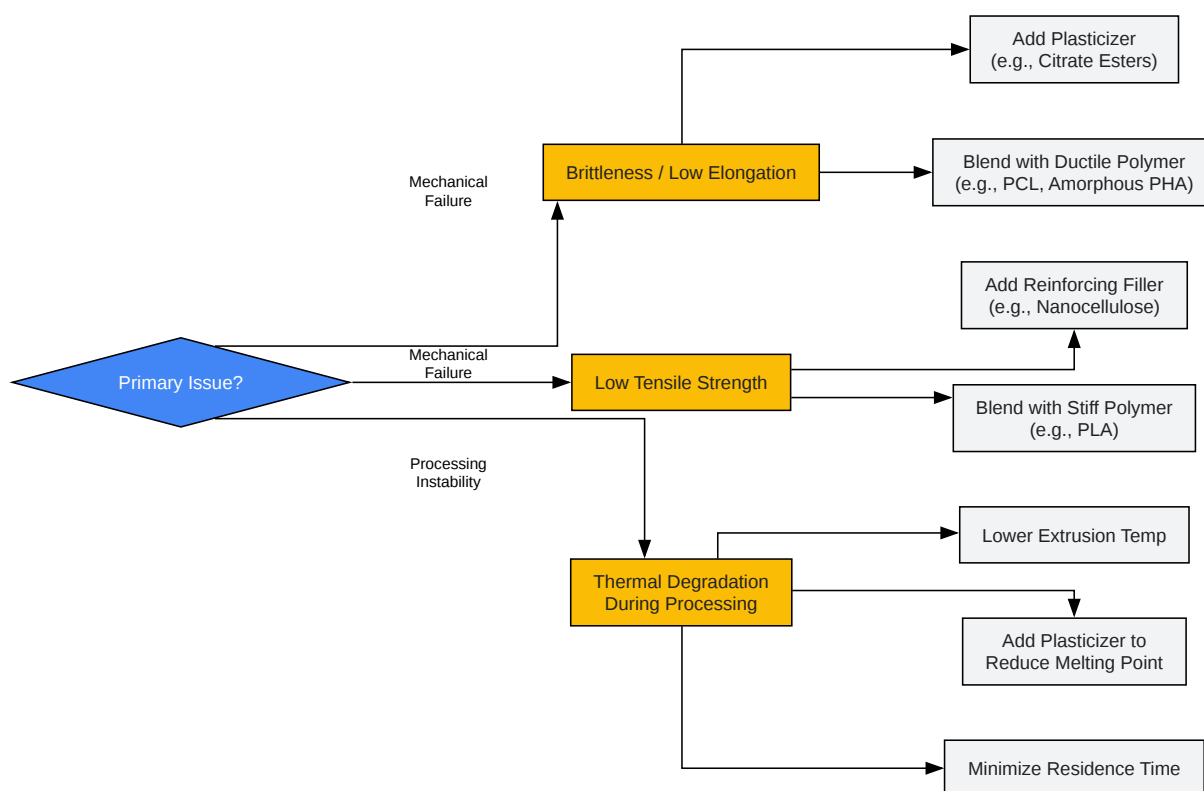 Add Plasticizer
(e.g., Citrate Esters)
Mechanical
Failure
Brittleness / Low Elongation
Blend with Ductile Polymer
(e.g., PCL, Amorphous PHA)
Add Reinforcing Filler
(e.g., Nanocellulose)
Primary Issue?
Mechanical
Failure
Low Tensile Strength
Blend with Stiff Polymer
(e.g., PLA)
Processing
Instability
Lower Extrusion Temp
Thermal Degradation
During Processing
Add Plasticizer to
Reduce Melting Point
Minimize Residence Time